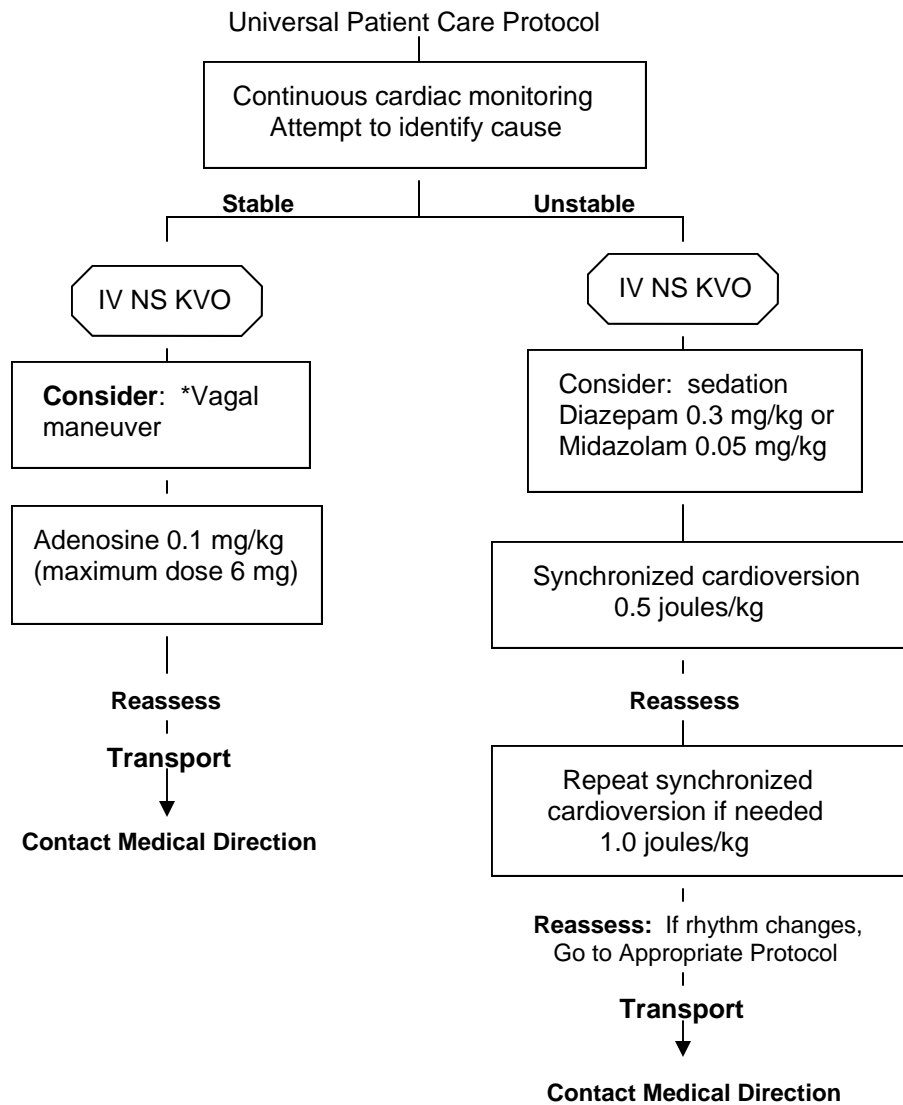 Universal Patient Care Protocol
Continuous cardiac monitoring
Attempt to identify cause
Stable
Unstable
IV NS KVO
Consider: *Vagal
maneuver
Adenosine 0.1 mg/kg
(maximum dose 6 mg)
Reassess
Transport
Contact Medical Direction
IV NS KVO
Consider: sedation
Diazepam 0.3 mg/kg or
Midazolam 0.05 mg/kg
Synchronized cardioversion
0.5 joules/kg
Reassess
Repeat synchronized
cardioversion if needed
1.0 joules/kg
Reassess: If rhythm changes,
Go to Appropriate Protocol
Transport
Contact Medical Direction